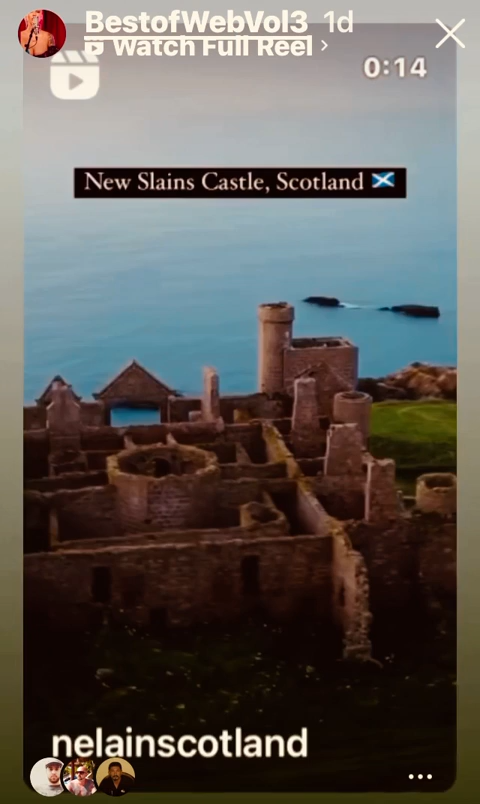 BestofWebVol3 1d
Watch Full Reel ›
0:14
New Slains Castle, Scotland 🏴󠁧󠁢󠁳󠁣󠁴󠁿
nelainscotland